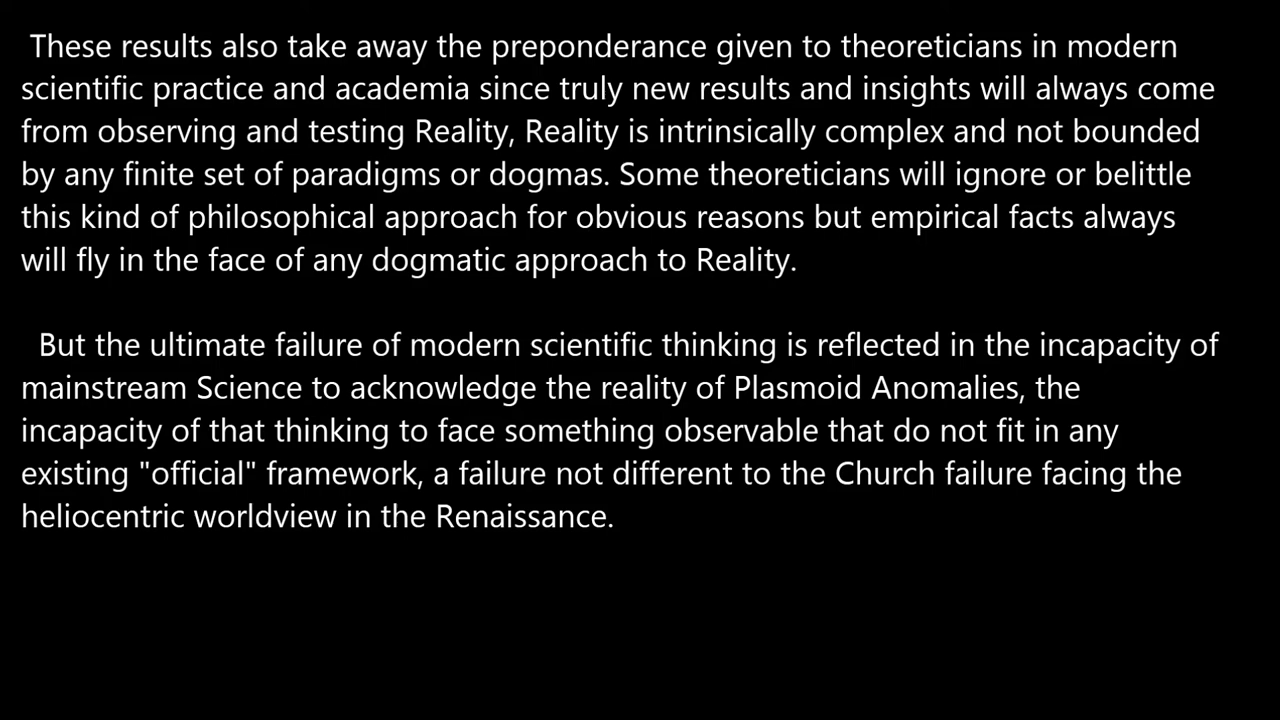 These results also take away the preponderance given to theoreticians in modern
scientific practice and academia since truly new results and insights will always come
from observing and testing Reality, Reality is intrinsically complex and not bounded
by any finite set of paradigms or dogmas. Some theoreticians will ignore or belittle
this kind of philosophical approach for obvious reasons but empirical facts always
will fly in the face of any dogmatic approach to Reality.
But the ultimate failure of modern scientific thinking is reflected in the incapacity of
mainstream Science to acknowledge the reality of Plasmoid Anomalies, the
incapacity of that thinking to face something observable that do not fit in any
existing "official" framework, a failure not different to the Church failure facing the
heliocentric worldview in the Renaissance.